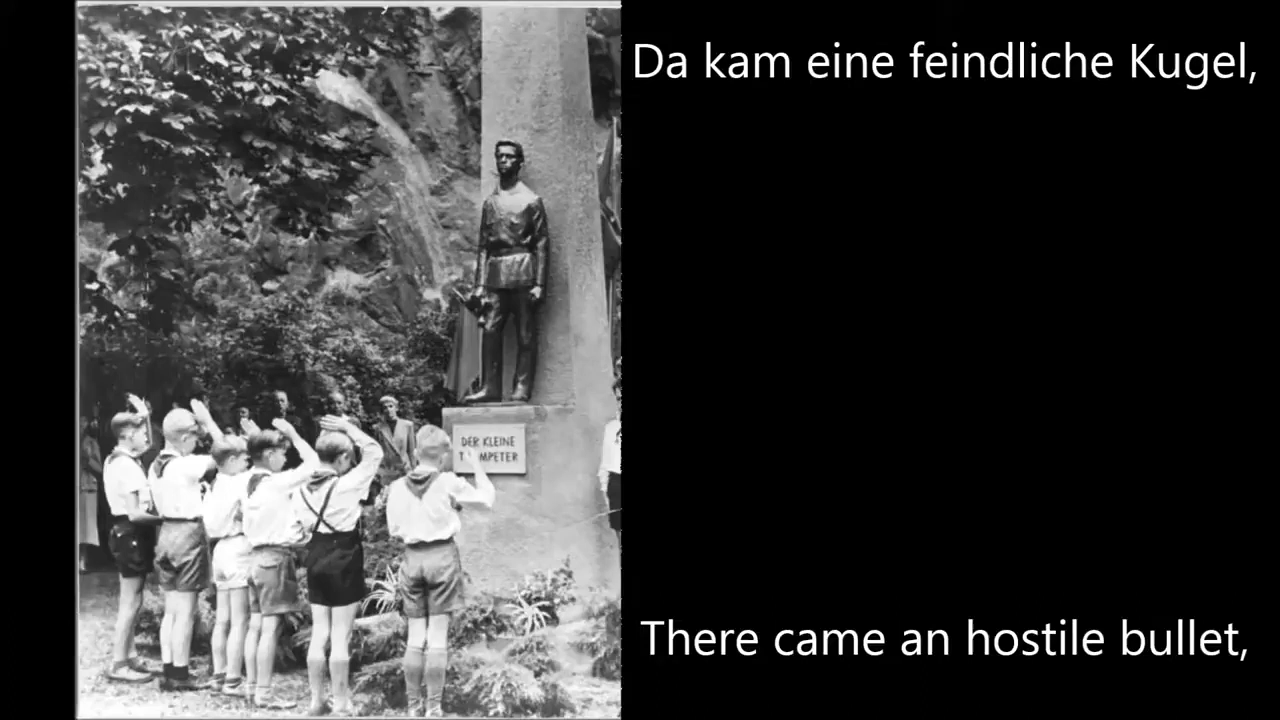 Da kam eine feindliche Kugel,
DER KLEINE
There came an hostile bullet,